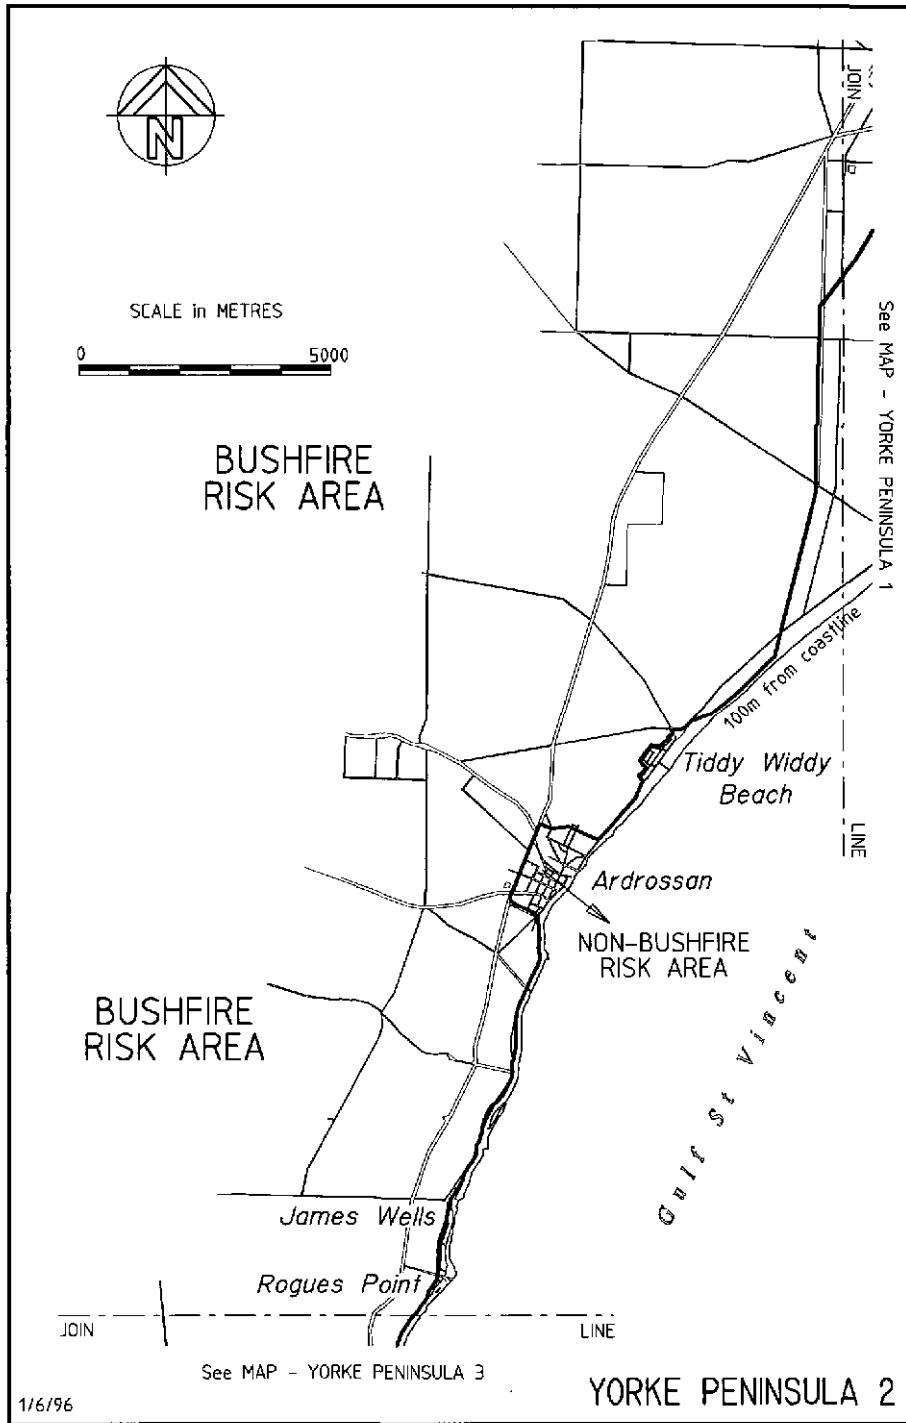 N
JOIN
SCALE in METRES
0 5000
See MAP - YORKE PENINSULA 1
BUSHFIRE
RISK AREA
100m from coastline
Tiddy Widdy
Beach
LINE
Ardrossan
NON-BUSHFIRE
RISK AREA
BUSHFIRE
RISK AREA
Gulf St Vincent
James Wells
Rogues Point
JOIN LINE
See MAP - YORKE PENINSULA 3
1/6/96
YORKE PENINSULA 2